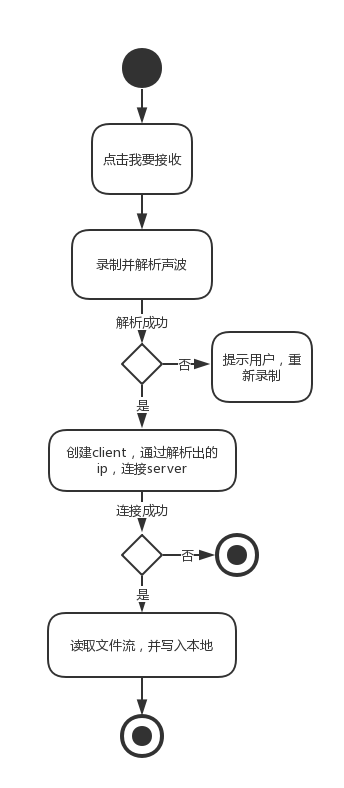 点击我要接收
录制并解析声波
解析成功
否
提示用户，重
新录制
是
创建client，通过解析出的
ip，连接server
连接成功
否
是
读取文件流，并写入本地